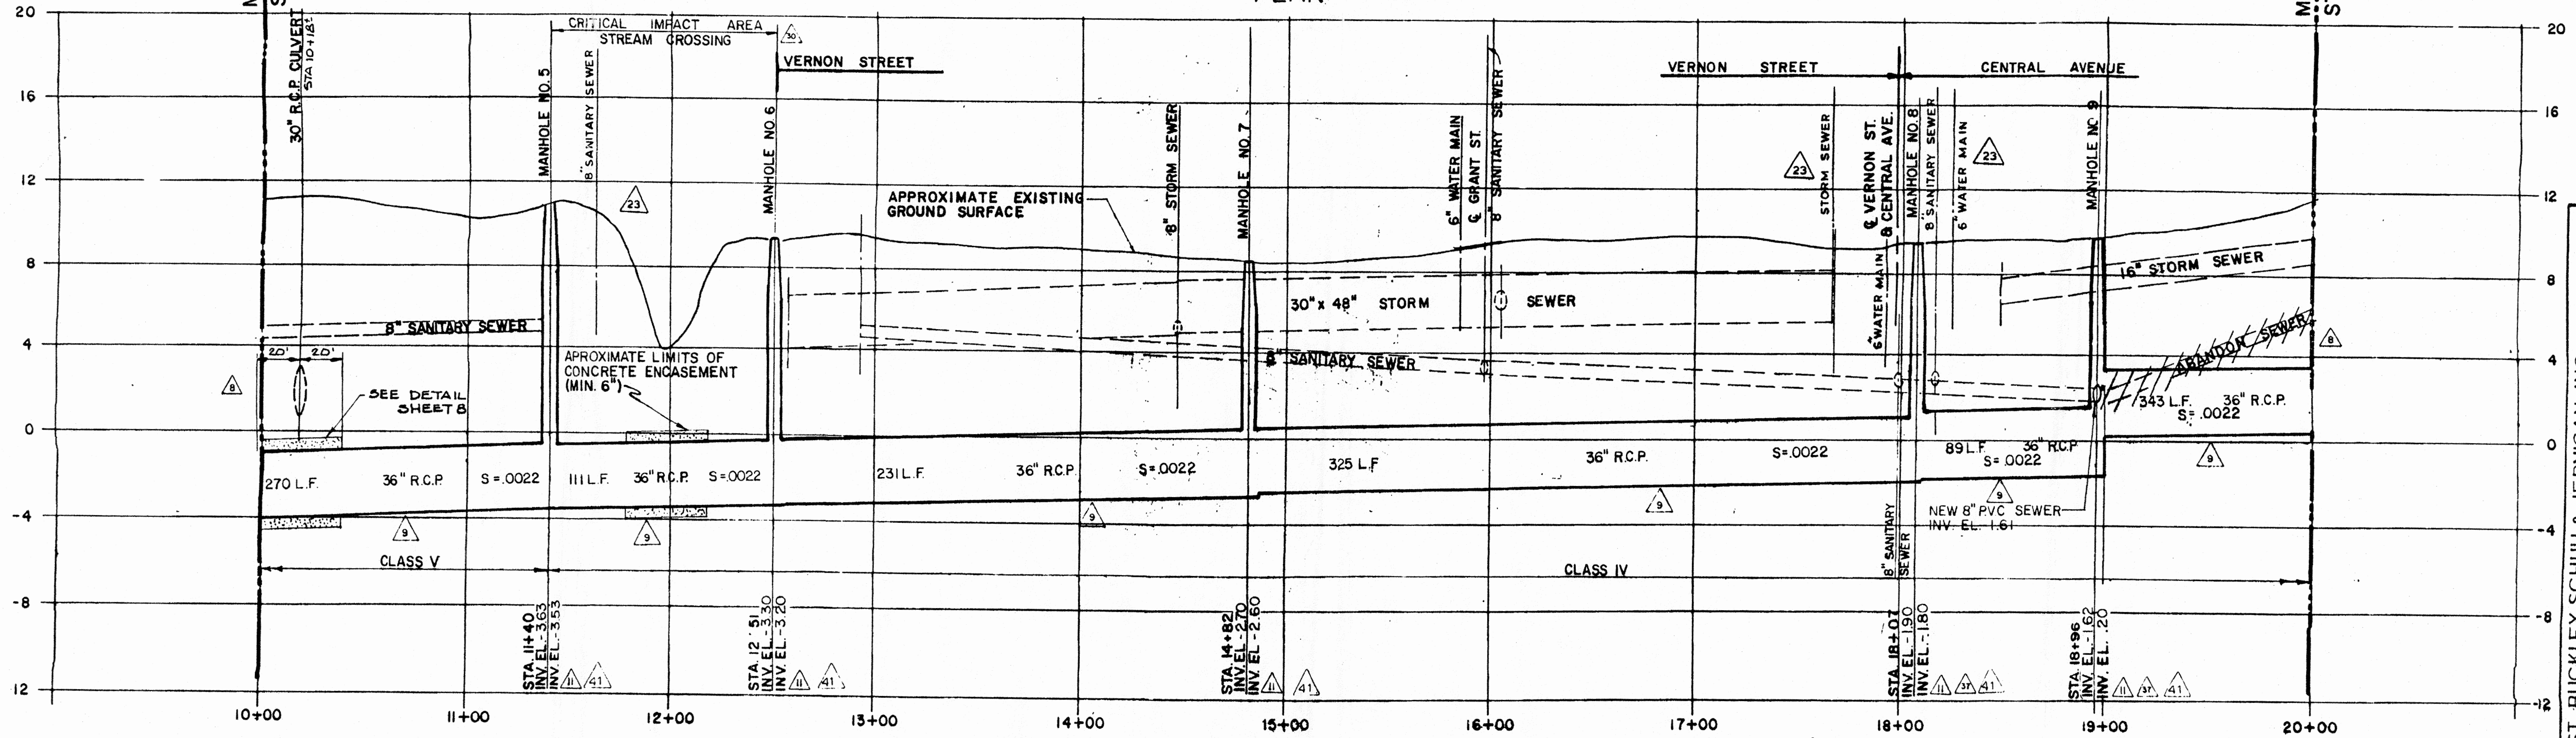 20
16
12
8
4
0
-4
-8
12
20
16
12
8
4
0
-4
-8
-12
30" R.C.P. CULVERT
STA 10+18±
CRITICAL IMPACT AREA
STREAM CROSSING
30
VERNON STREET
VERNON STREET
CENTRAL AVENUE
MANHOLE NO. 5
8" SANITARY SEWER
MANHOLE NO. 6
8" STORM SEWER
MANHOLE NO. 7
6" WATER MAIN
℄ GRANT ST.
8" SANITARY SEWER
STORM SEWER
℄ VERNON ST.
& CENTRAL AVE.
MANHOLE NO. 8
8" SANITARY SEWER
6" WATER MAIN
MANHOLE NO 9
23
23
23
APPROXIMATE EXISTING
GROUND SURFACE
6" WATER MAIN
16" STORM SEWER
30" x 48" STORM SEWER
8" SANITARY SEWER
8" SANITARY SEWER
ABANDON SEWER
8
20' 20'
8
SEE DETAIL
SHEET 8
APROXIMATE LIMITS OF
CONCRETE ENCASEMENT
(MIN. 6")
270 L.F. 36" R.C.P. S=.0022
111 L.F. 36" R.C.P. S=.0022
231 L.F. 36" R.C.P. S=.0022
325 L.F 36" R.C.P. S=.0022
89 L.F. 36" R.C.P
S=.0022
343 L.F. 36" R.C.P.
S=.0022
9
9
9
9
9
9
NEW 8" PVC SEWER
INV. EL. -1.61
8" SANITARY
SEWER
CLASS V
CLASS IV
STA. 11+40
INV. EL.-3.63
INV. EL.-3.53
11 41
STA. 12 51
INV. EL.-3.30
INV. EL.-3.20
11 41
STA. 14+82
INV. EL.-2.70
INV. EL -2.60
11 41
STA. 18+07
INV. EL.-1.90
INV. EL.-1.80
11 37 41
STA. 18+96
INV. EL.-1.62
INV. EL. .20
11 37 41
10+00 11+00 12+00 13+00 14+00 15+00 16+00 17+00 18+00 19+00 20+00